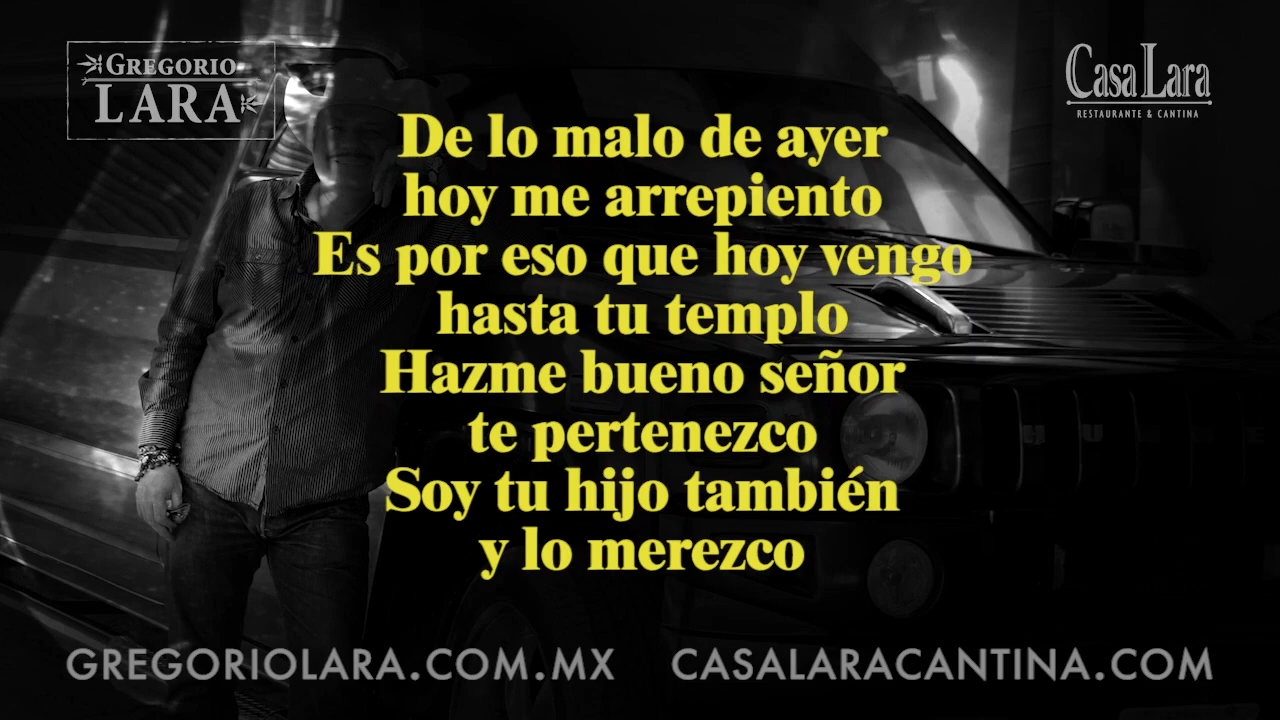 GREGORIO
LARA
Casa Lara
RESTAURANTE & CANTINA
De lo malo de ayer
hoy me arrepiento
Es por eso que hoy vengo
hasta tu templo
Hazme bueno señor
te pertenezco
Soy tu hijo también
y lo merezco
GREGORIOLARA.COM.MX
CASALARACANTINA.COM